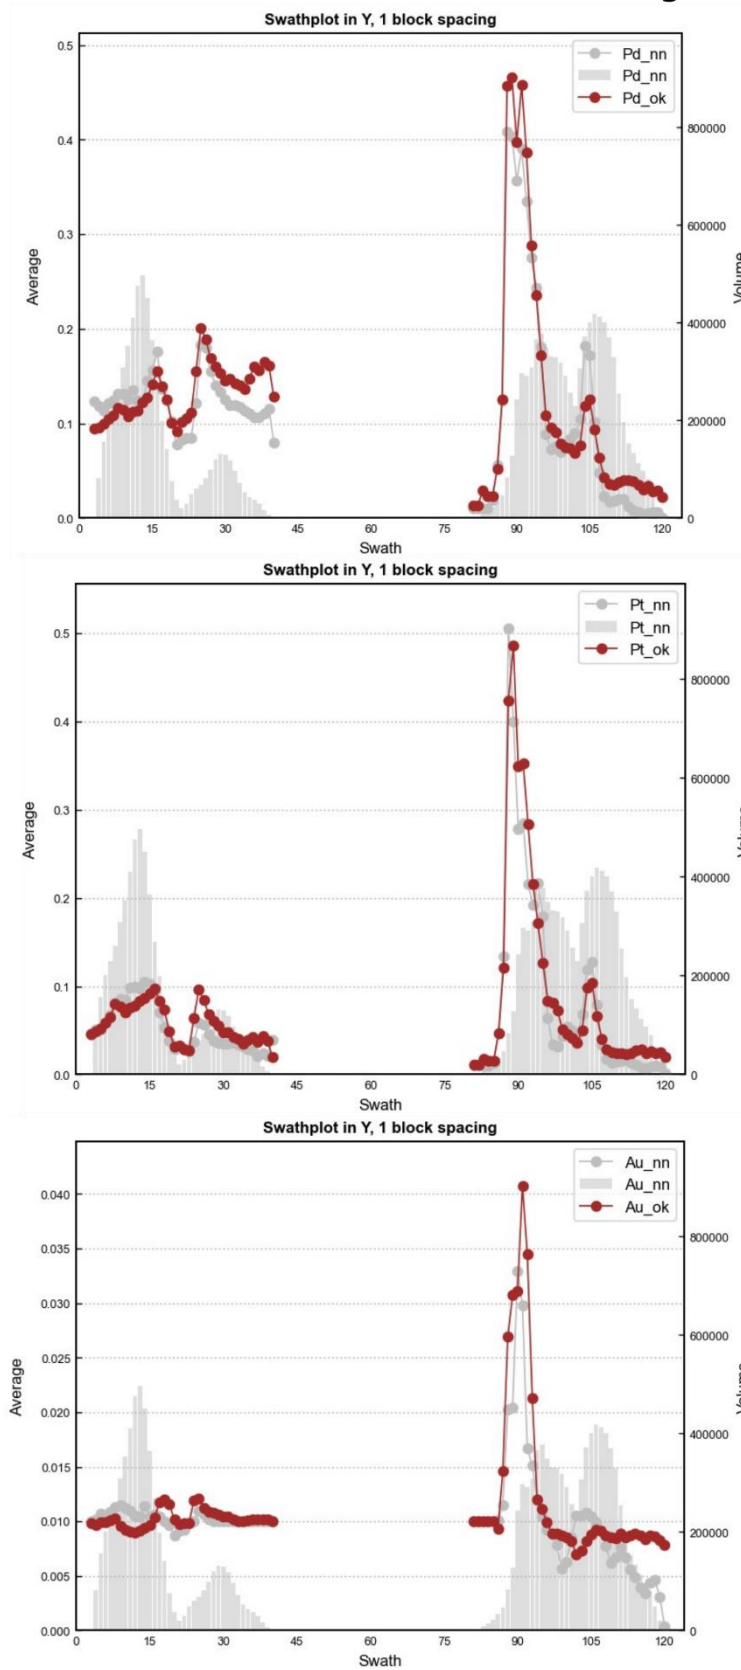 Swathplot in Y, 1 block spacing
Pd_nn
Pd_nn
Pd_ok
0.5
0.4
0.3
0.2
0.1
0.0
Average
800000
600000
400000
200000
0
Volume
0 15 30 45 60 75 90 105 120
Swath
Swathplot in Y, 1 block spacing
Pt_nn
Pt_nn
Pt_ok
0.5
0.4
0.3
0.2
0.1
0.0
Average
800000
600000
400000
200000
0
Volume
0 15 30 45 60 75 90 105 120
Swath
Swathplot in Y, 1 block spacing
Au_nn
Au_nn
Au_ok
0.040
0.035
0.030
0.025
0.020
0.015
0.010
0.005
0.000
Average
800000
600000
400000
200000
0
Volume
0 15 30 45 60 75 90 105 120
Swath